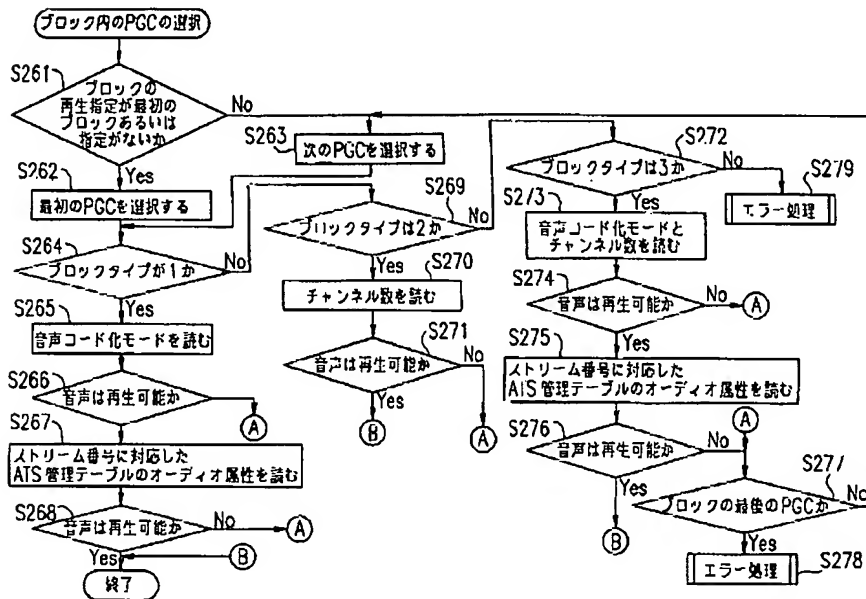 ブロック内のPGCの選択
S261
ブロックの
再生指定が最初の
ブロックあるいは
指定がないか
No
Yes
S262
最初のPGCを選択する
S263
次のPGCを選択する
S264
ブロックタイプが1か
No
Yes
S265
音声コード化モードを読む
S266
音声は再生可能か
A
S267
ストリーム番号に対応した
ATS管理テーブルのオーディオ属性を読む
S268
音声は再生可能か
No
A
Yes
B
終了
S269
ブロックタイプは2か
No
Yes
S270
チャンネル数を読む
S271
音声は再生可能か
No
Yes
B
A
S272
ブロックタイプは3か
No
Yes
S279
エラー処理
S273
音声コード化モードと
チャンネル数を読む
S274
音声は再生可能か
No
A
Yes
S275
ストリーム番号に対応した
ATS管理テーブルのオーディオ属性を読む
S276
音声は再生可能か
No
A
Yes
B
S277
ブロックの最後のPGCか
No
Yes
エラー処理
S278